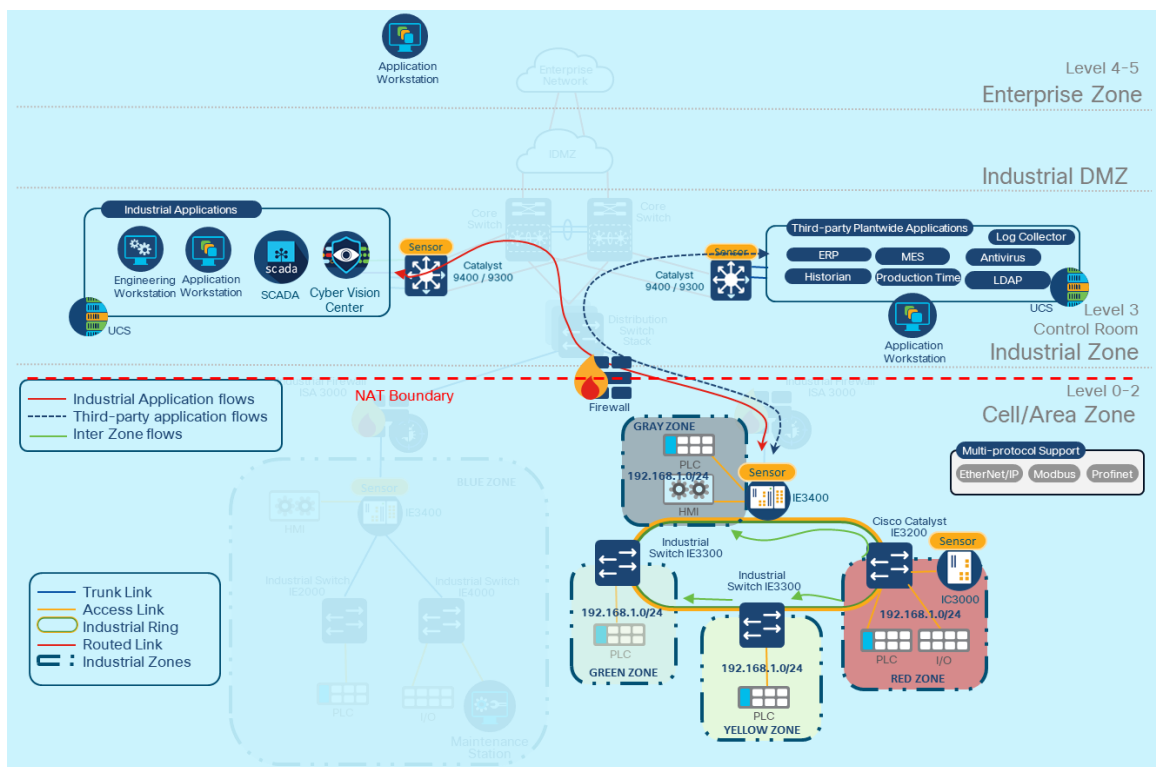 Application
Workstation
Enterprise
Network
Level 4-5
Enterprise Zone
IDMZ
Industrial DMZ
Core
Switch
Core
Switch
Industrial Applications
Engineering
Workstation
Application
Workstation
scada
SCADA
Cyber Vision
Center
UCS
Sensor
Catalyst
9400 / 9300
Sensor
Catalyst
9400 / 9300
Third-party Plantwide Applications
Log Collector
ERP
MES
Antivirus
Historian
Production Time
LDAP
UCS
Application
Workstation
Distribution
Switch
Stack
Level 3
Control Room
Industrial Zone
NAT Boundary
Firewall
Level 0-2
Cell/Area Zone
Industrial Application flows
Third-party application flows
Inter Zone flows
ISA 3000
ISA 3000
Multi-protocol Support
EtherNet/IP
Modbus
Profinet
GRAY ZONE
PLC
192.168.1.0/24
HMI
Sensor
IE3400
BLUE ZONE
Sensor
IE3400
HMI
Industrial Switch
IE2000
Industrial Switch
IE4000
PLC
I/O
Maintenance
Station
Industrial
Switch IE3300
Cisco Catalyst
IE3200
Sensor
IC3000
Industrial
Switch IE3300
192.168.1.0/24
PLC
GREEN ZONE
192.168.1.0/24
PLC
YELLOW ZONE
192.168.1.0/24
PLC
I/O
RED ZONE
Trunk Link
Access Link
Industrial Ring
Routed Link
Industrial Zones